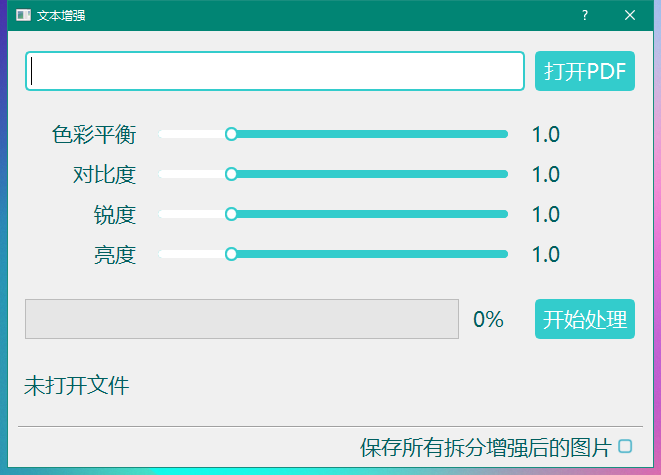 文本增强
打开PDF
色彩平衡 1.0
对比度 1.0
锐度 1.0
亮度 1.0
0% 开始处理
未打开文件
保存所有拆分增强后的图片